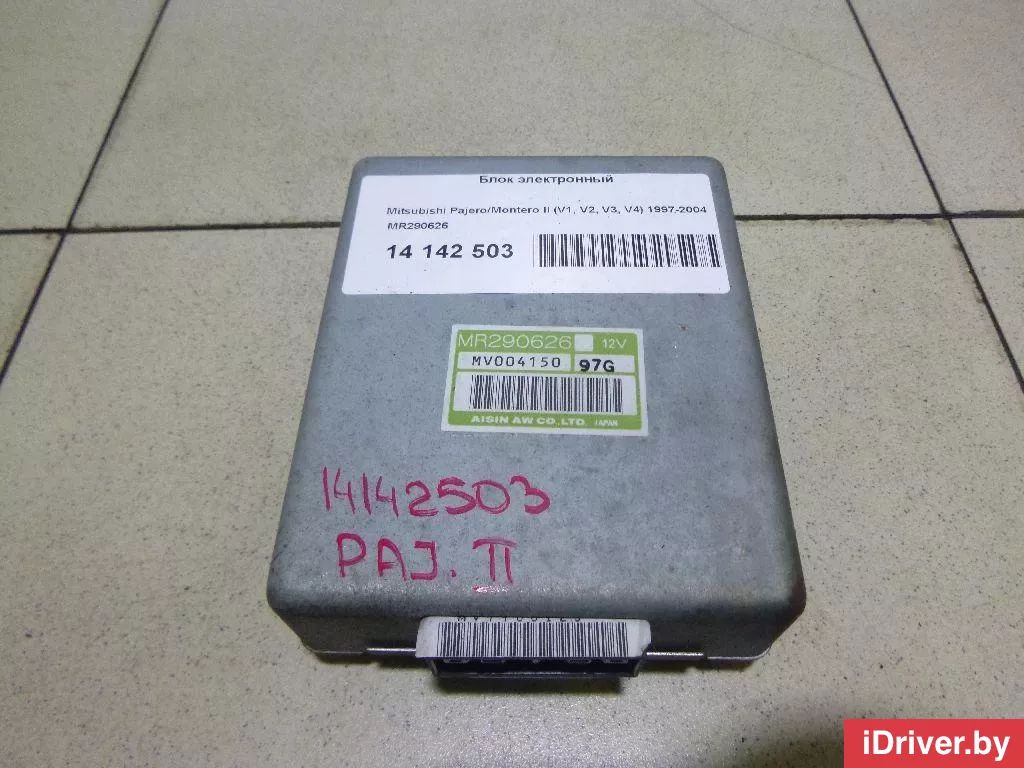 Блок электронный
Mitsubishi Pajero/Montero II (V1, V2, V3, V4) 1997-2004
MR290626
14 142 503
MR290626 12V
MV004150 97G
AISIN AW CO.,LTD. JAPAN
14142503
PAJ. II
iDriver.by